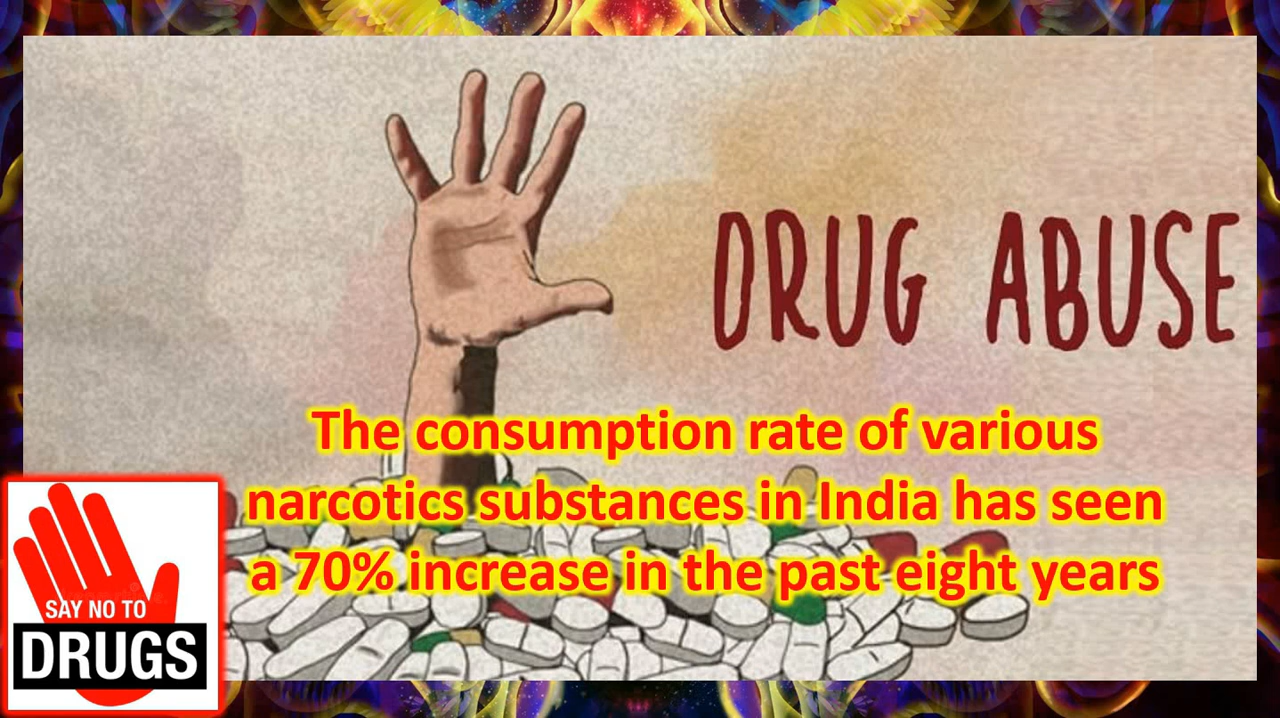 DRUG ABUSE
The consumption rate of various
narcotics substances in India has seen
a 70% increase in the past eight years
SAY NO TO
DRUGS